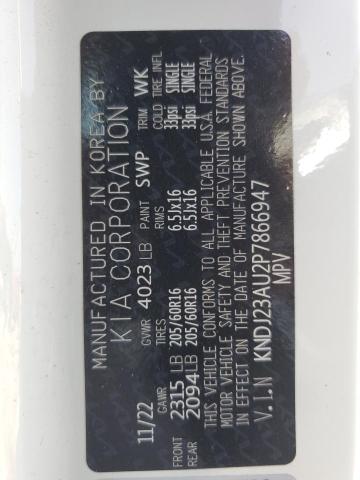 MANUFACTURED IN KOREA BY
KIA CORPORATION
11/22 GVWR 4023 LB PAINT SWP TRIM WK
GAWR TIRES RIMS COLD TIRE INFL
FRONT 2315 LB 205/60R16 6.5JX16 33psi SINGLE
REAR 2094 LB 205/60R16 6.5JX16 33psi SINGLE
THIS VEHICLE CONFORMS TO ALL APPLICABLE U.S.A. FEDERAL
MOTOR VEHICLE SAFETY AND THEFT PREVENTION STANDARDS
IN EFFECT ON THE DATE OF MANUFACTURE SHOWN ABOVE.
V.I.N KNDJ23AU2P7866947
MPV